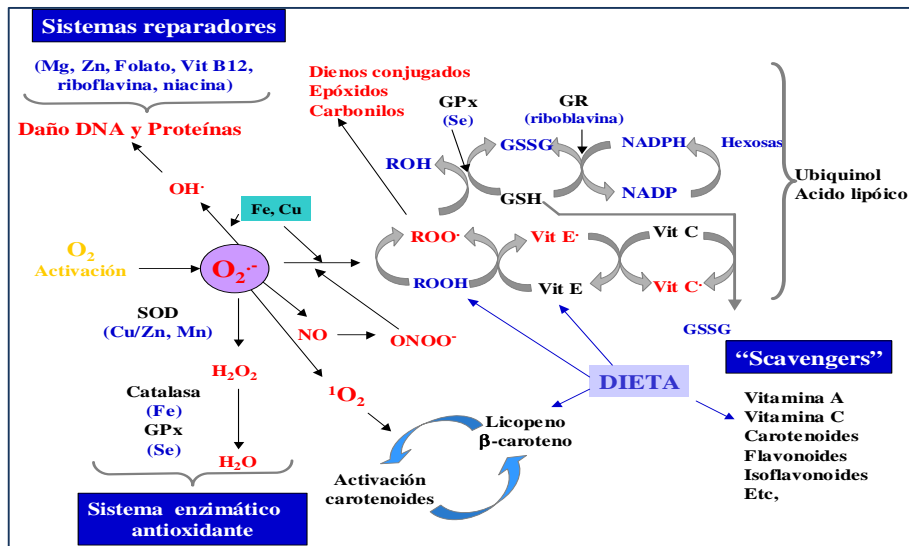 Sistemas reparadores
(Mg, Zn, Folato, Vit B12,
riboflavina, niacina)
Daño DNA y Proteínas
OH·
Fe, Cu
O₂
Activación
O₂·-
SOD
(Cu/Zn, Mn)
H₂O₂
Catalasa
(Fe)
GPx
(Se)
H₂O
Sistema enzimático
antioxidante
NO
ONOO-
¹O₂
Dienos conjugados
Epóxidos
Carbonilos
GPx
(Se)
GR
(riboblavina)
ROH
GSSG
NADPH
Hexosas
GSH
NADP
ROO·
Vit E·
Vit C
ROOH
Vit E
Vit C·
GSSG
Ubiquinol
Acido lipóico
DIETA
Licopeno
β-caroteno
Activación
carotenoides
“Scavengers”
Vitamina A
Vitamina C
Carotenoides
Flavonoides
Isoflavonoides
Etc,